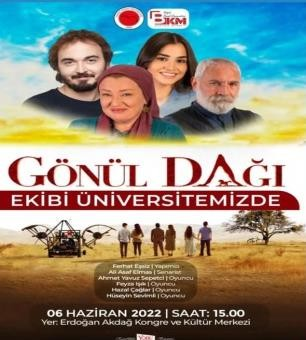 BKM
GÖNÜL DAĞI
EKİBİ ÜNİVERSİTEMİZDE
Ferhat Eşsiz | Yapımcı
Ali Asaf Elmas | Senarist
Ahmet Yavuz Sepetci | Oyuncu
Feyza Işık | Oyuncu
Hazal Çağlar | Oyuncu
Hüseyin Sevimli | Oyuncu
06 HAZİRAN 2022 | SAAT: 15.00
Yer: Erdoğan Akdağ Kongre ve Kültür Merkezi